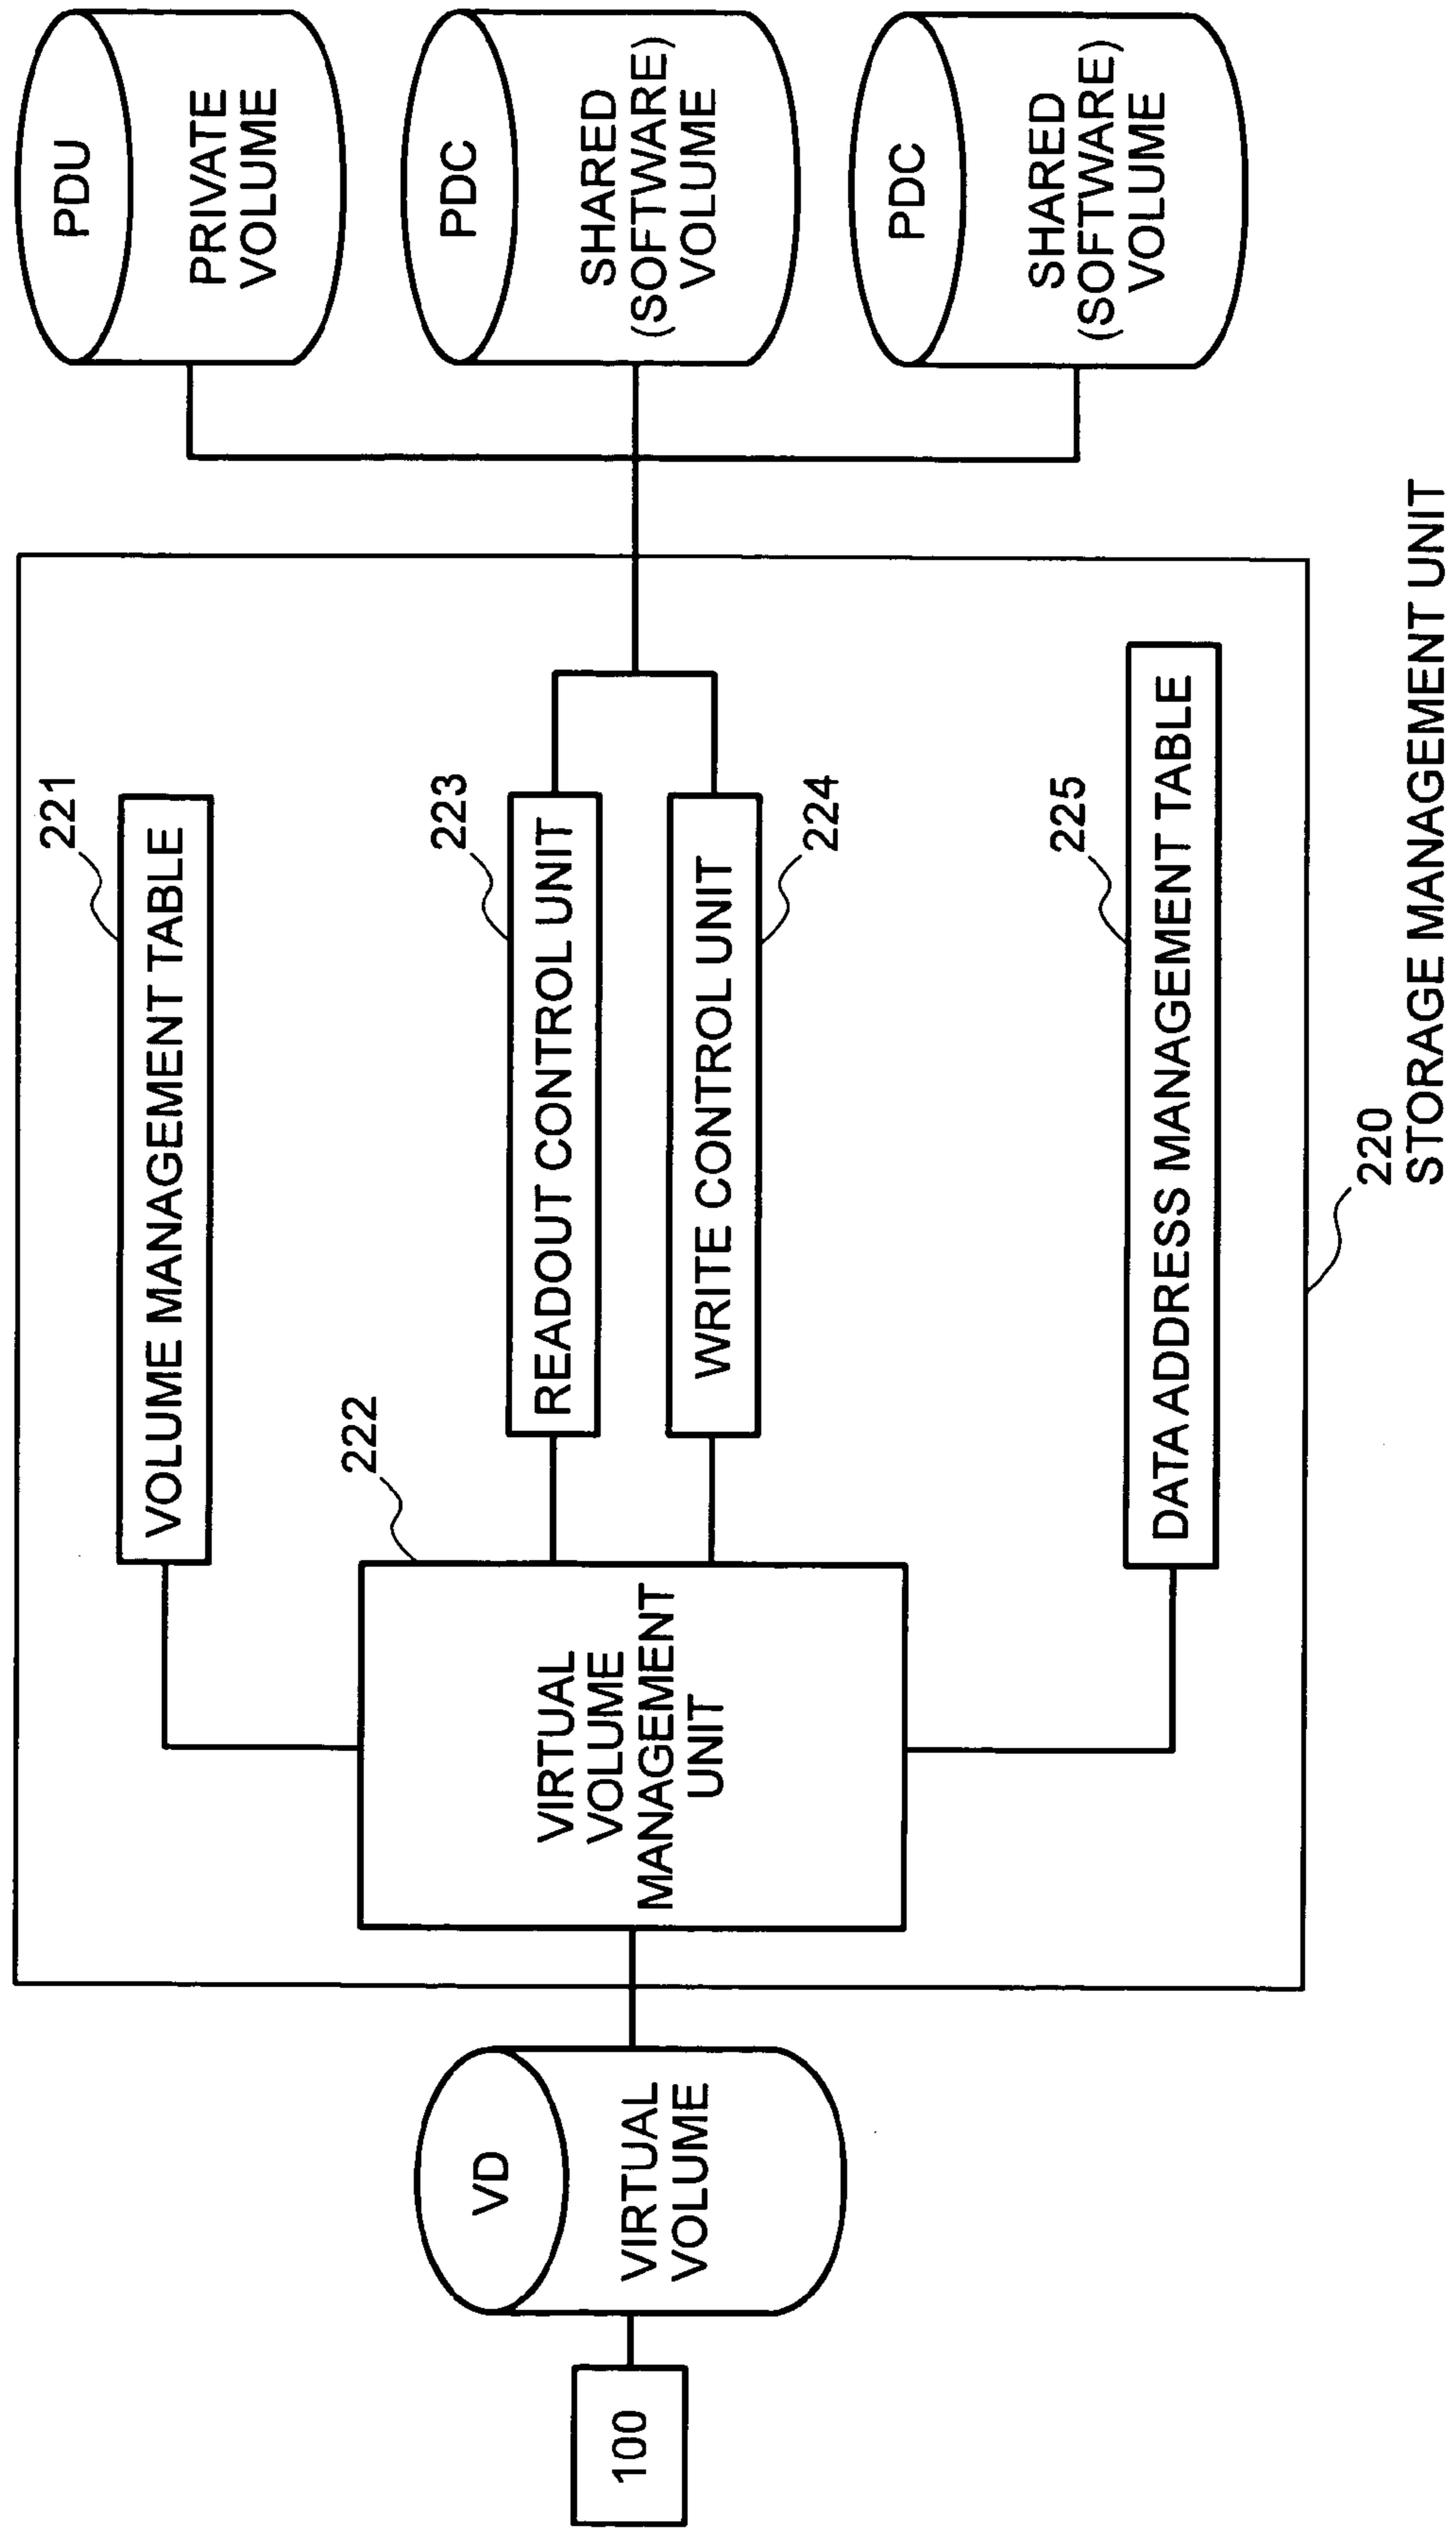 221
VOLUME MANAGEMENT TABLE
PDU
PRIVATE
VOLUME
222
VIRTUAL
VOLUME
MANAGEMENT
UNIT
223
READOUT CONTROL UNIT
WRITE CONTROL UNIT
224
100
VD
VIRTUAL
VOLUME
PDC
SHARED
(SOFTWARE)
VOLUME
225
DATA ADDRESS MANAGEMENT TABLE
PDC
SHARED
(SOFTWARE)
VOLUME
220
STORAGE MANAGEMENT UNIT